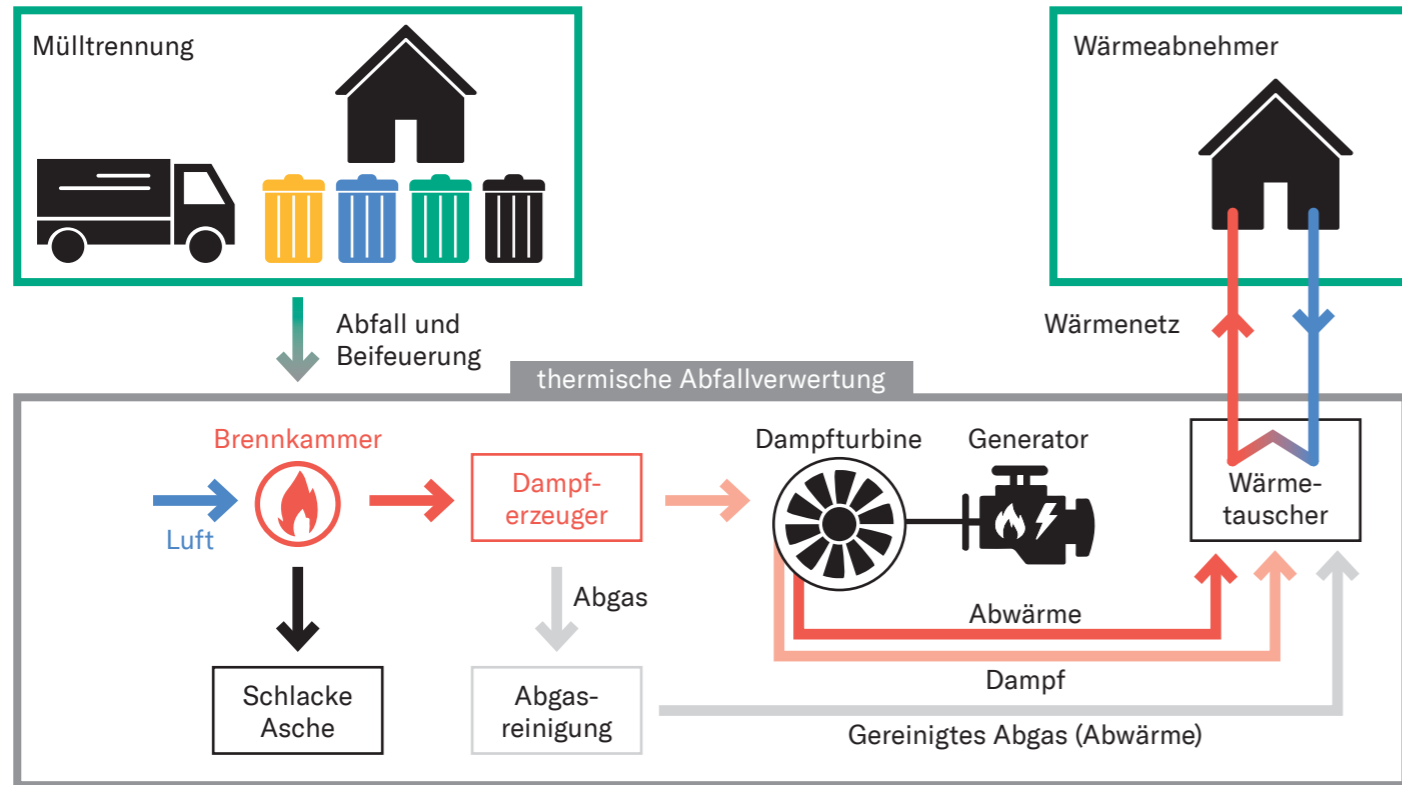 Mülltrennung
Wärmeabnehmer
Abfall und
Beifeuerung
Wärmenetz
thermische Abfallverwertung
Brennkammer
Dampfturbine
Generator
Luft
Dampf-
erzeuger
Wärme-
tauscher
Abgas
Abwärme
Dampf
Schlacke
Asche
Abgas-
reinigung
Gereinigtes Abgas (Abwärme)